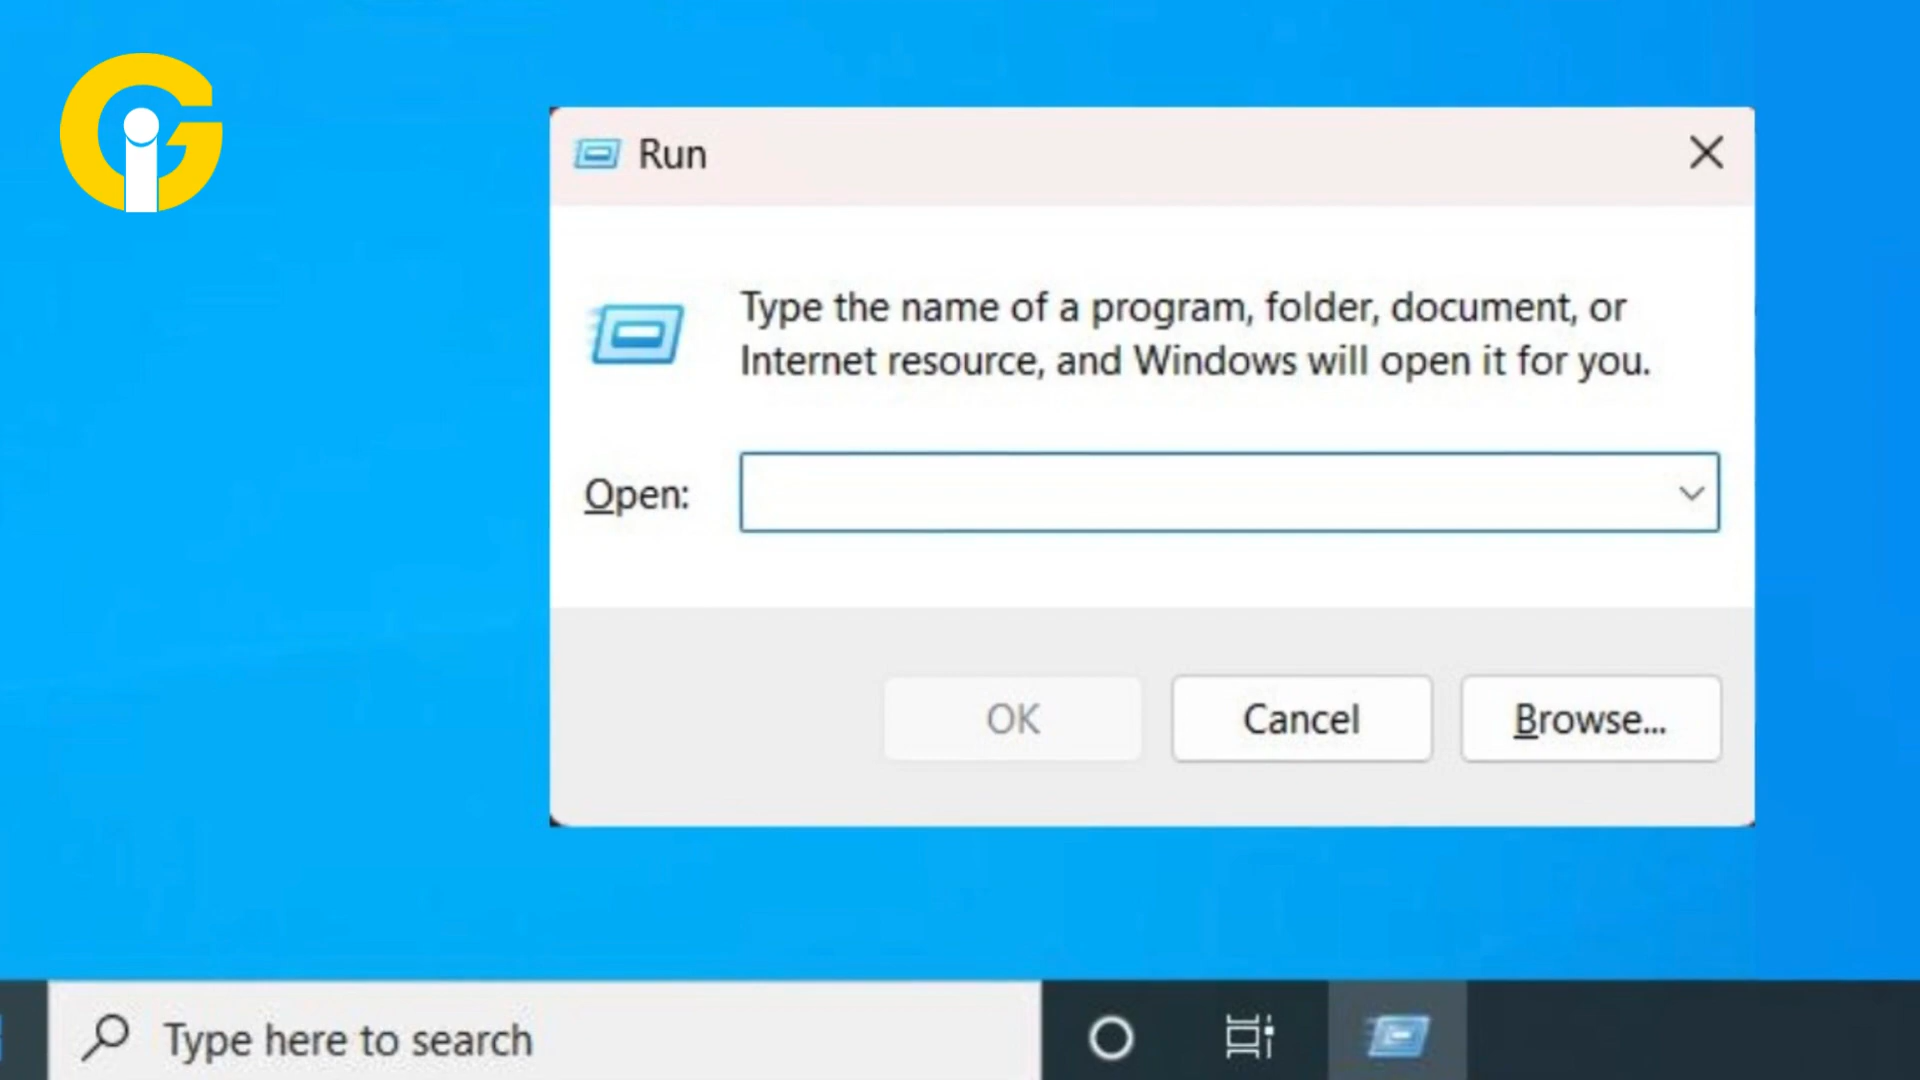 Gi
Run
Type the name of a program, folder, document, or
Internet resource, and Windows will open it for you.
Open:
OK Cancel Browse...
Type here to search